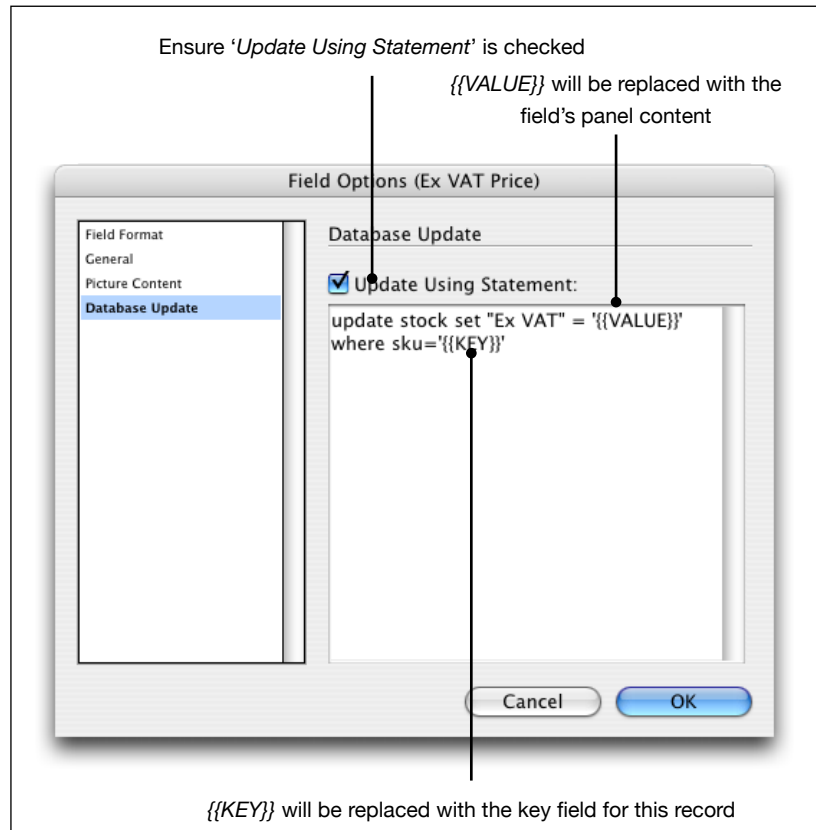 Ensure ‘Update Using Statement’ is checked
{{VALUE}} will be replaced with the
field’s panel content
Field Options (Ex VAT Price)
Field Format
General
Picture Content
Database Update
Database Update
Update Using Statement:
update stock set "Ex VAT" = '{{VALUE}}'
where sku='{{KEY}}'
Cancel
OK
{{KEY}} will be replaced with the key field for this record